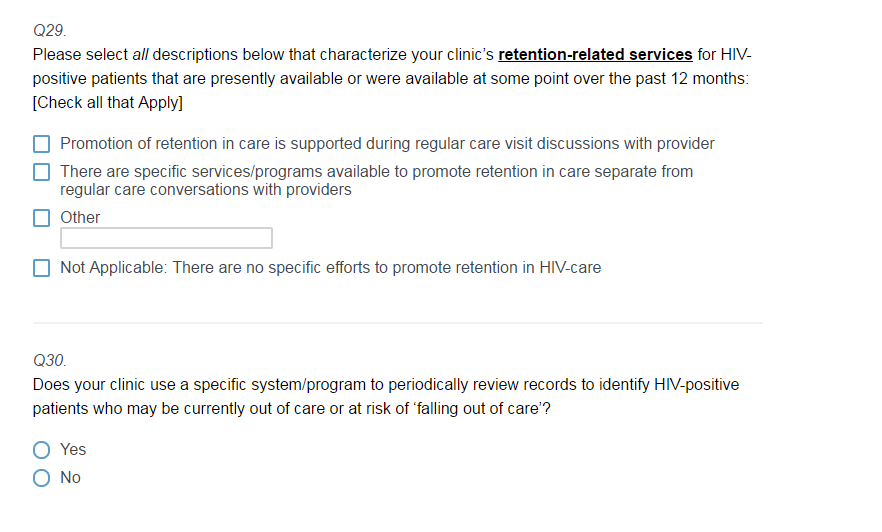 Q29.
Please select all descriptions below that characterize your clinic’s retention-related services for HIV-
positive patients that are presently available or were available at some point over the past 12 months:
[Check all that Apply]
Promotion of retention in care is supported during regular care visit discussions with provider
There are specific services/programs available to promote retention in care separate from
regular care conversations with providers
Other
Not Applicable: There are no specific efforts to promote retention in HIV-care
Q30.
Does your clinic use a specific system/program to periodically review records to identify HIV-positive
patients who may be currently out of care or at risk of ‘falling out of care’?
Yes
No